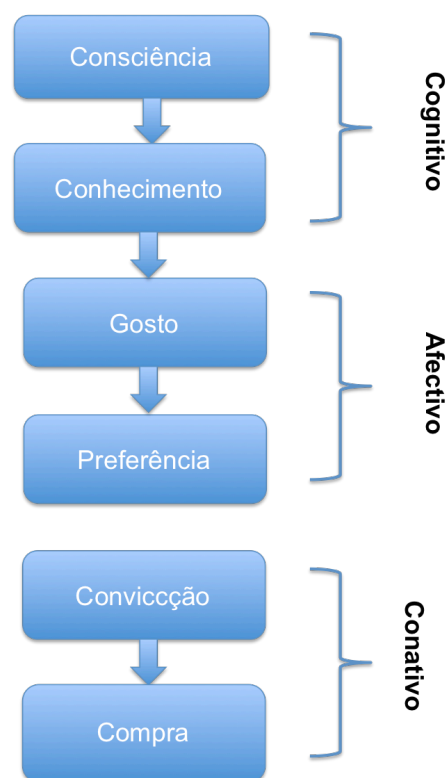 Consciência
Cognitivo
Conhecimento
Gosto
Afectivo
Preferência
Conviccção
Conativo
Compra